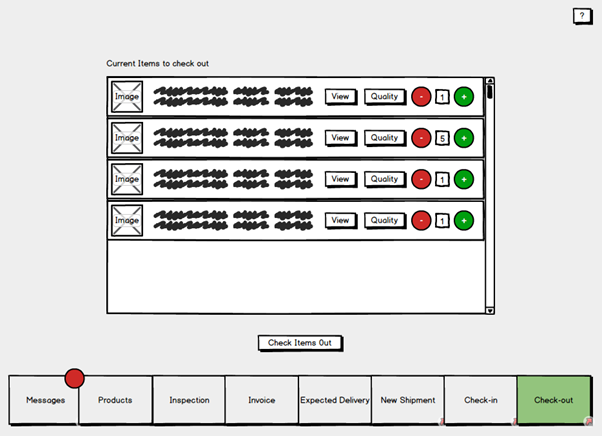 ?
Current Items to check out
Image View Quality - 1 +
Image View Quality - 5 +
Image View Quality - 1 +
Image View Quality - 1 +
Check Items Out
Messages Products Inspection Invoice Expected Delivery New Shipment Check-in Check-out